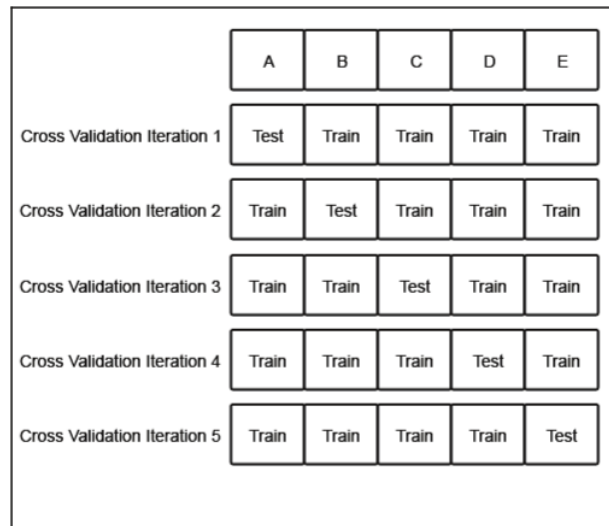 A B C D E
Cross Validation Iteration 1 Test Train Train Train Train
Cross Validation Iteration 2 Train Test Train Train Train
Cross Validation Iteration 3 Train Train Test Train Train
Cross Validation Iteration 4 Train Train Train Test Train
Cross Validation Iteration 5 Train Train Train Train Test